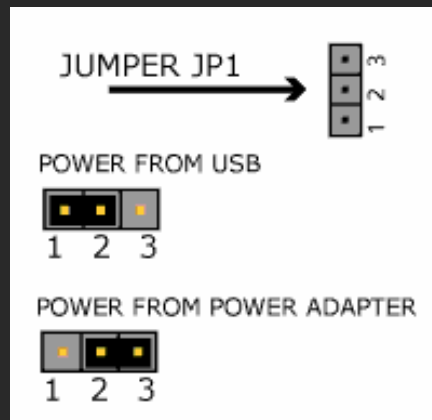 JUMPER JP1
3
2
1
POWER FROM USB
1 2 3
POWER FROM POWER ADAPTER
1 2 3